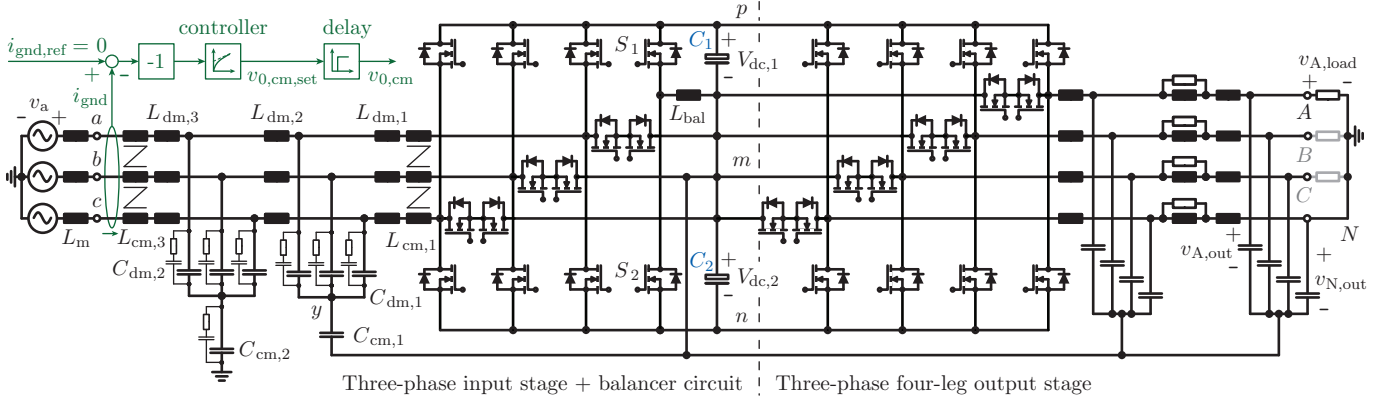 controller
delay
i_gnd,ref = 0
-1
+
-
v_0,cm,set
v_0,cm
i_gnd
v_a
-
+
a
b
c
L_m
L_cm,3
L_dm,3
L_dm,2
L_dm,1
L_cm,1
C_dm,2
C_dm,1
y
C_cm,1
C_cm,2
p
S_1
C_1
+
V_dc,1
-
L_bal
m
S_2
C_2
+
V_dc,2
-
n
v_A,load
+
-
A
B
C
N
+
v_A,out
-
+
v_N,out
-
Three-phase input stage + balancer circuit
Three-phase four-leg output stage